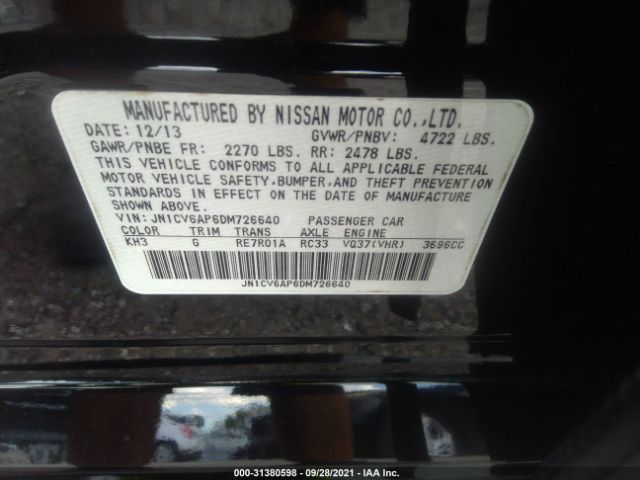 MANUFACTURED BY NISSAN MOTOR CO.,LTD.
DATE: 12/13 GVWR/PNBV: 4722 LBS.
GAWR/PNBE FR: 2270 LBS. RR: 2478 LBS.
THIS VEHICLE CONFORMS TO ALL APPLICABLE FEDERAL
MOTOR VEHICLE SAFETY,BUMPER,AND THEFT PREVENTION
STANDARDS IN EFFECT ON THE DATE OF MANUFACTURE
SHOWN ABOVE.
VIN: JN1CV6AP6DM726640 PASSENGER CAR
COLOR TRIM TRANS AXLE ENGINE
KH3 G RE7R01A RC33 VQ37(VHR) 3696CC
JN1CV6AP6DM726640
000-31380598 - 09/28/2021 - IAA Inc.